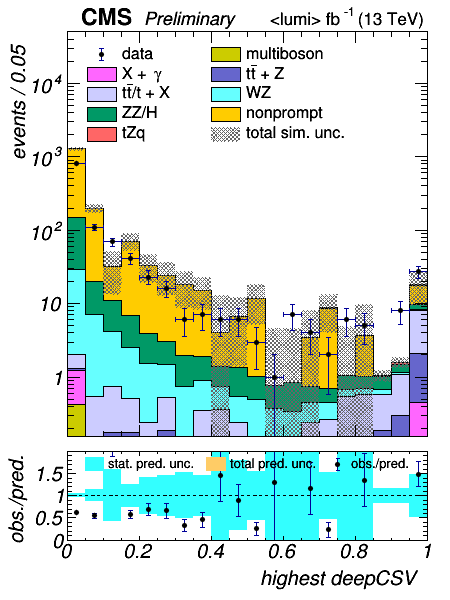 CMS Preliminary <lumi> fb⁻¹ (13 TeV)
events / 0.05
data
multiboson
X + γ
tt̄ + Z
tt̄/t + X
WZ
ZZ/H
nonprompt
tZq
total sim. unc.
10⁴
10³
10²
10
1
stat. pred. unc.
total pred. unc.
obs./pred.
obs./pred.
1.5
1
0.5
0
0 0.2 0.4 0.6 0.8 1
highest deepCSV